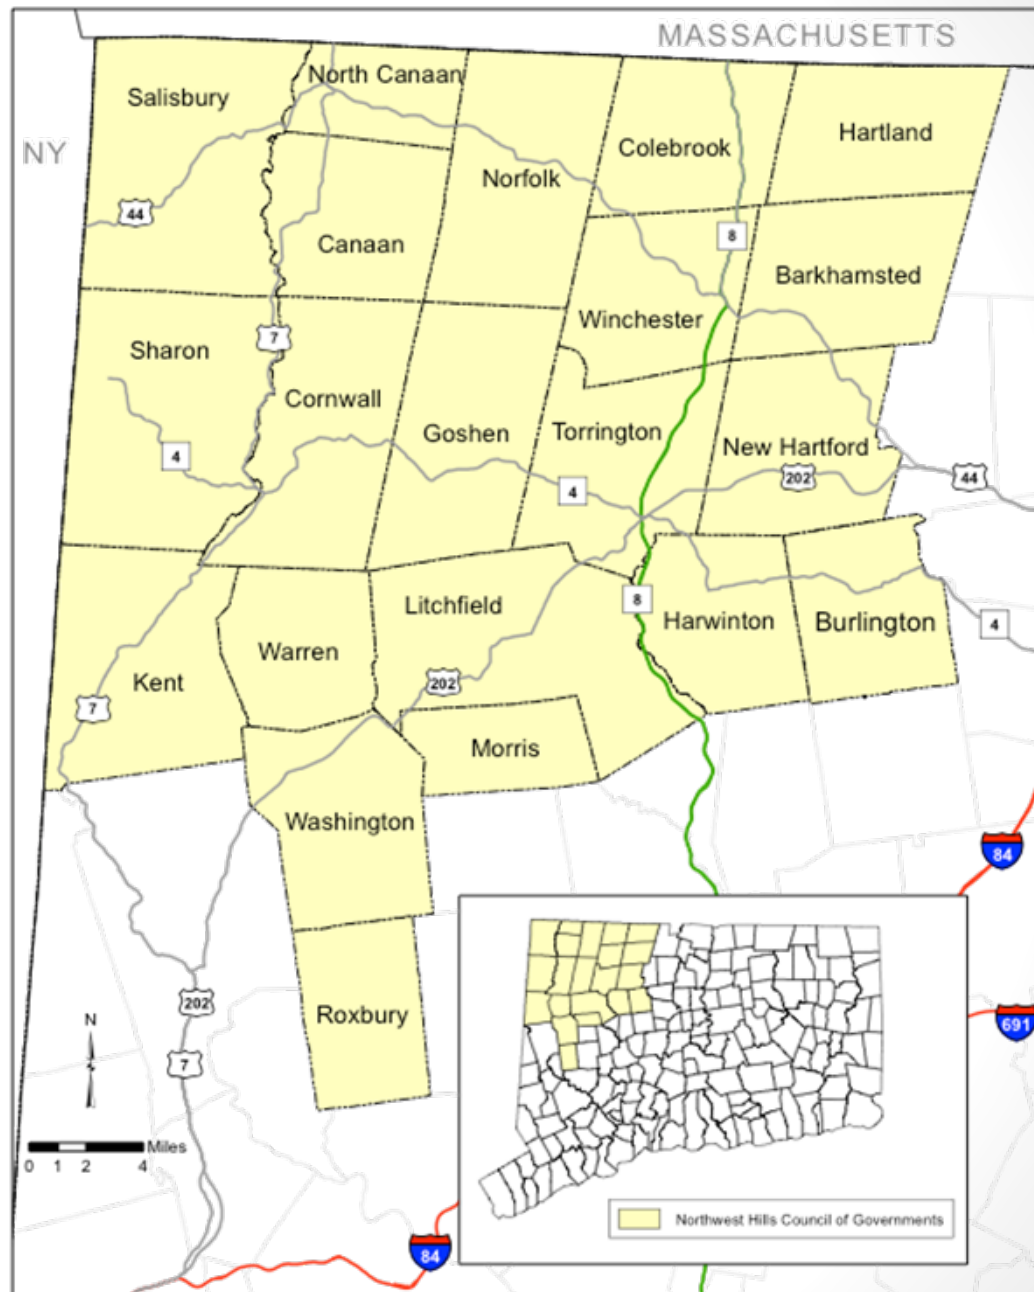 MASSACHUSETTS
NY
North Canaan
Salisbury
Hartland
Colebrook
Norfolk
44
8
Canaan
Barkhamsted
Winchester
7
Sharon
Cornwall
Goshen
Torrington
New Hartford
4
202
44
4
8
Litchfield
Harwinton
Burlington
4
Warren
Kent
202
7
Morris
Washington
84
Roxbury
202
N
691
7
Miles
0 1 2 4
Northwest Hills Council of Governments
84